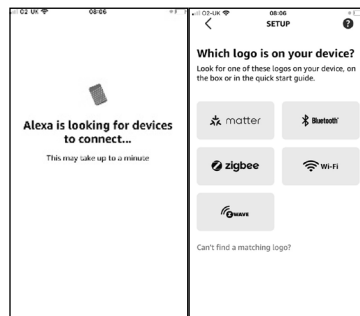 O2-UK 08:06
Alexa is looking for devices
to connect...
This may take up to a minute
O2-UK 08:06
SETUP
Which logo is on your device?
Look for one of these logos on your device, on
the box or in the quick start guide.
matter
Bluetooth
zigbee
Wi-Fi
Z WAVE
Can't find a matching logo?